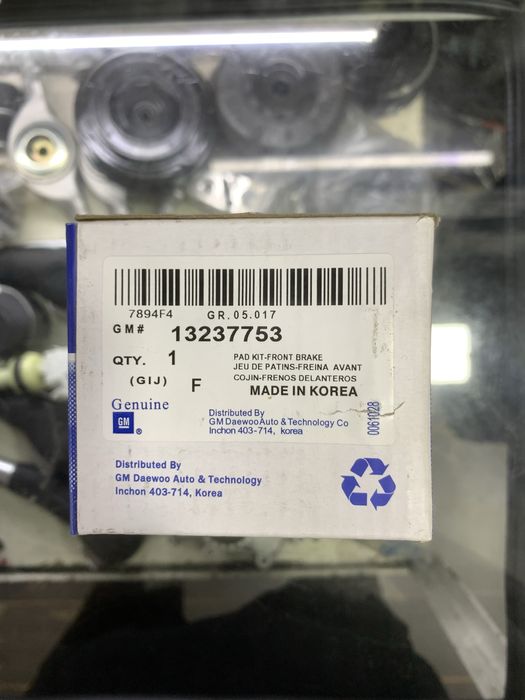 7894F4 GR.05.017
GM# 13237753
QTY. 1 PAD KIT-FRONT BRAKE
JEU DE PATINS-FREINA AVANT
(GIJ) F COJIN-FRENOS DELANTEROS
MADE IN KOREA
Genuine
GM ®
Distributed By
GM DaewooAuto & Technology Co
Inchon 403-714, korea
0061028
Distributed By
GM Daewoo Auto & Technology
Inchon 403-714, Korea